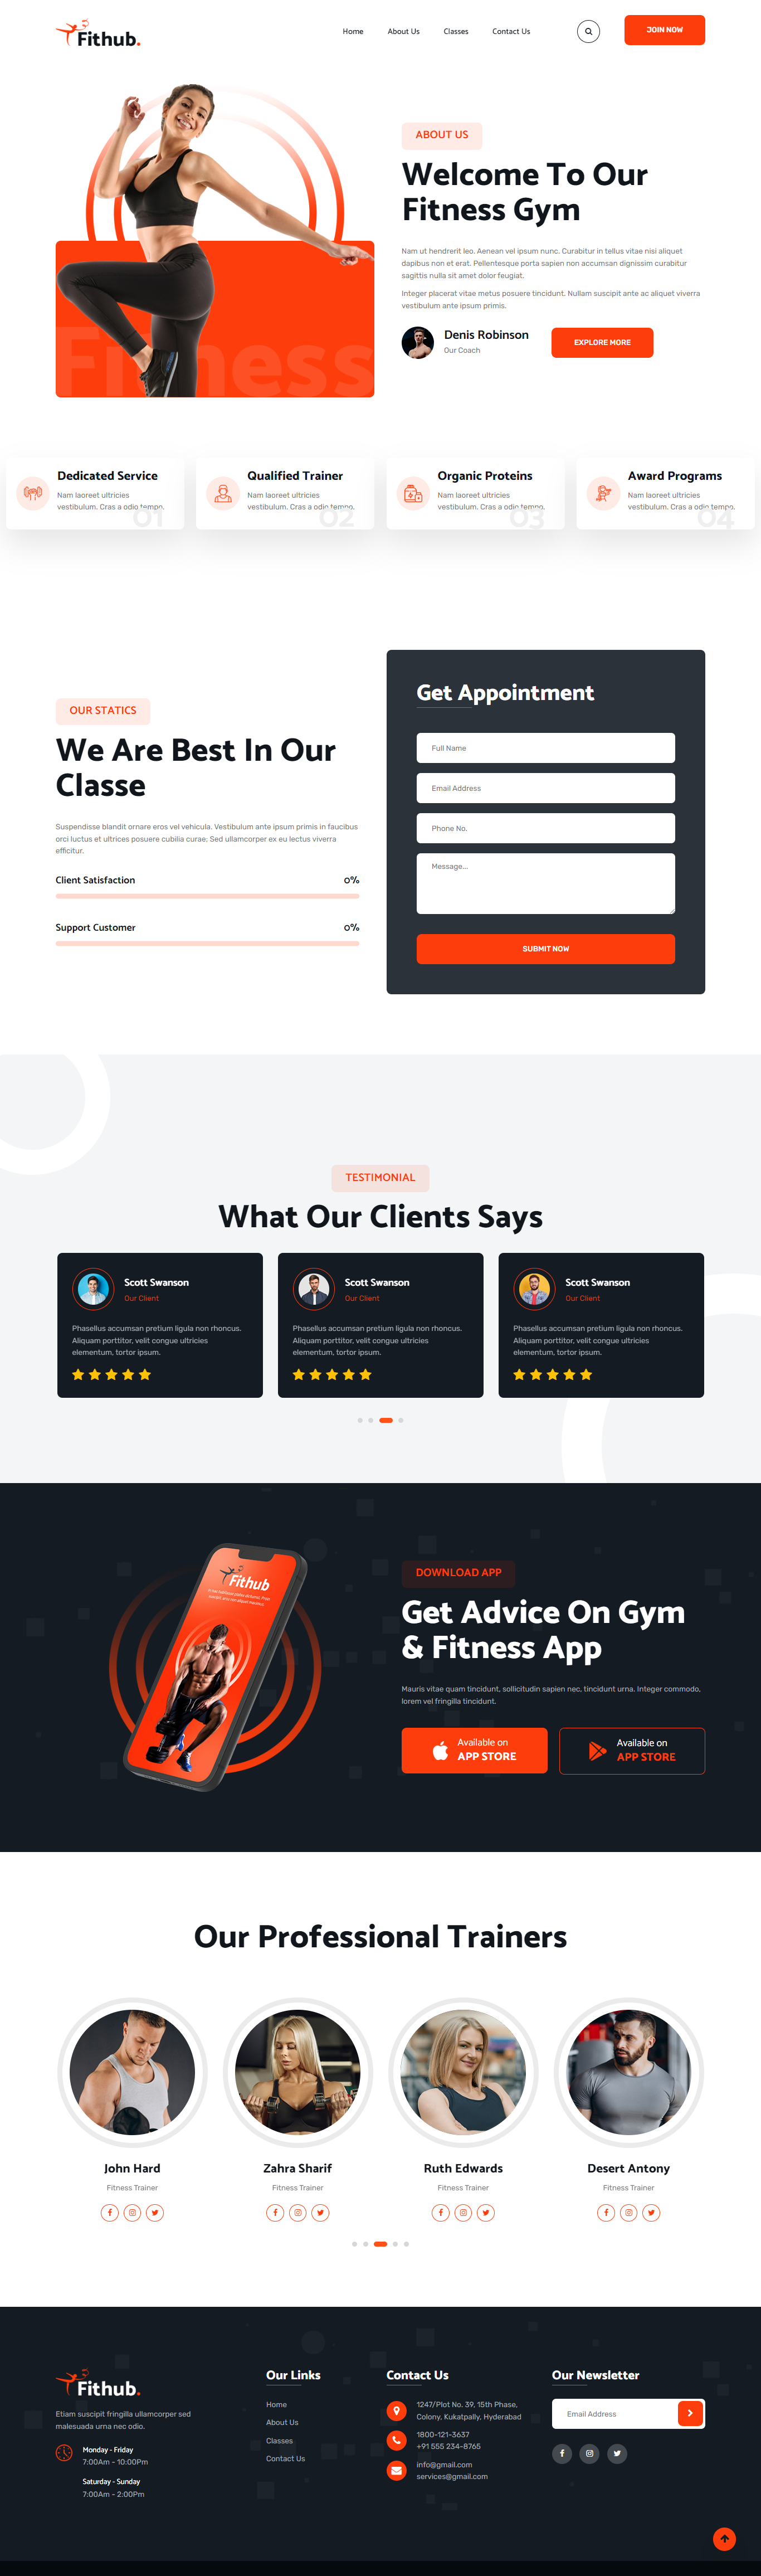 Fithub.
Home
About Us
Classes
Contact Us
JOIN NOW
ABOUT US
Welcome To Our
Fitness Gym
Nam ut hendrerit leo. Aenean vel ipsum nunc. Curabitur in tellus vitae nisi aliquet
dapibus non et erat. Pellentesque porta sapien non accumsan dignissim curabitur
sagittis nulla sit amet dolor feugiat.
Integer placerat vitae metus posuere tincidunt. Nullam suscipit ante ac aliquet viverra
vestibulum ante ipsum primis.
Denis Robinson
Our Coach
EXPLORE MORE
Fitness
Dedicated Service
Nam laoreet ultricies
vestibulum. Cras a odio tempo.
01
Qualified Trainer
Nam laoreet ultricies
vestibulum. Cras a odio tempo.
02
Organic Proteins
Nam laoreet ultricies
vestibulum. Cras a odio tempo.
03
Award Programs
Nam laoreet ultricies
vestibulum. Cras a odio tempo.
04
OUR STATICS
We Are Best In Our
Classe
Suspendisse blandit ornare eros vel vehicula. Vestibulum ante ipsum primis in faucibus
orci luctus et ultrices posuere cubilia curae; Sed ullamcorper ex eu lectus viverra
efficitur.
Client Satisfaction
0%
Support Customer
0%
Get Appointment
Full Name
Email Address
Phone No.
Message...
SUBMIT NOW
TESTIMONIAL
What Our Clients Says
Scott Swanson
Our Client
Phasellus accumsan pretium ligula non rhoncus.
Aliquam porttitor, velit congue ultricies
elementum, tortor ipsum.
Scott Swanson
Our Client
Phasellus accumsan pretium ligula non rhoncus.
Aliquam porttitor, velit congue ultricies
elementum, tortor ipsum.
Scott Swanson
Our Client
Phasellus accumsan pretium ligula non rhoncus.
Aliquam porttitor, velit congue ultricies
elementum, tortor ipsum.
Fithub
DOWNLOAD APP
Get Advice On Gym
& Fitness App
Mauris vitae quam tincidunt, sollicitudin sapien nec, tincidunt urna. Integer commodo,
lorem vel fringilla tincidunt.
Available on
APP STORE
Available on
APP STORE
Our Professional Trainers
John Hard
Fitness Trainer
Zahra Sharif
Fitness Trainer
Ruth Edwards
Fitness Trainer
Desert Antony
Fitness Trainer
Fithub.
Etiam suscipit fringilla ullamcorper sed
malesuada urna nec odio.
Monday - Friday
7:00Am - 10:00Pm
Saturday - Sunday
7:00Am - 2:00Pm
Our Links
Home
About Us
Classes
Contact Us
Contact Us
1247/Plot No. 39, 15th Phase,
Colony, Kukatpally, Hyderabad
1800-121-3637
+91 555 234-8765
info@gmail.com
services@gmail.com
Our Newsletter
Email Address